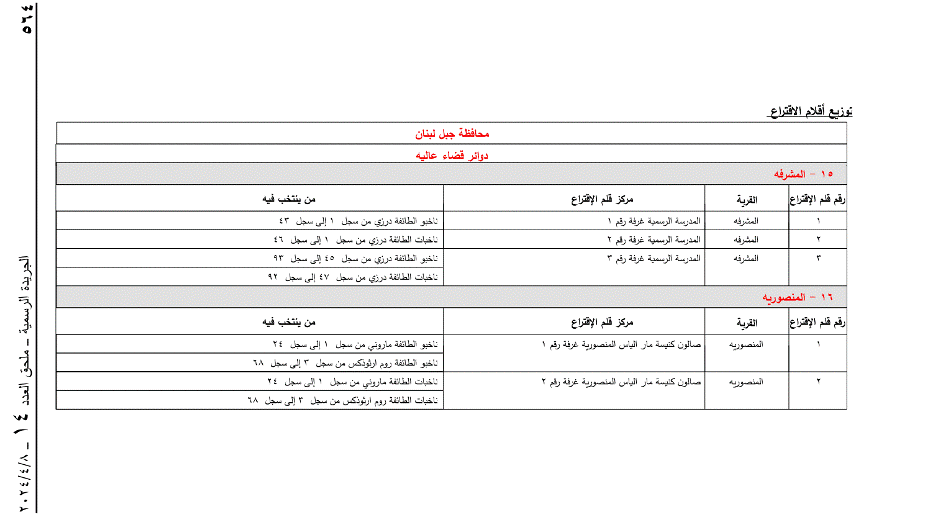 ٥٦٤
توزيع أقلام الاقتراع
محافظة جبل لبنان
دوائر قضاء عاليه
١٥ - المشرفه
رقم قلم الإقتراع القرية مركز قلم الإقتراع من ينتخب فيه
١ المشرفه المدرسة الرسمية غرفة رقم ١ ناخبو الطائفة درزي من سجل ١ إلى سجل ٤٣
٢ المشرفه المدرسة الرسمية غرفة رقم ٢ ناخبات الطائفة درزي من سجل ١ إلى سجل ٤٦
٣ المشرفه المدرسة الرسمية غرفة رقم ٣ ناخبو الطائفة درزي من سجل ٤٥ إلى سجل ٩٣
ناخبات الطائفة درزي من سجل ٤٧ إلى سجل ٩٢
١٦ - المنصوريه
رقم قلم الإقتراع القرية مركز قلم الإقتراع من ينتخب فيه
١ المنصوريه صالون كنيسة مار الياس المنصورية غرفة رقم ١ ناخبو الطائفة ماروني من سجل ١ إلى سجل ٢٤
ناخبو الطائفة روم ارثوذكس من سجل ٣ إلى سجل ٦٨
٢ المنصوريه صالون كنيسة مار الياس المنصورية غرفة رقم ٢ ناخبات الطائفة ماروني من سجل ١ إلى سجل ٢٤
ناخبات الطائفة روم ارثوذكس من سجل ٣ إلى سجل ٦٨
الجريدة الرسمية – ملحق العدد ١٤ – ٢٠٢٤/٤/٨